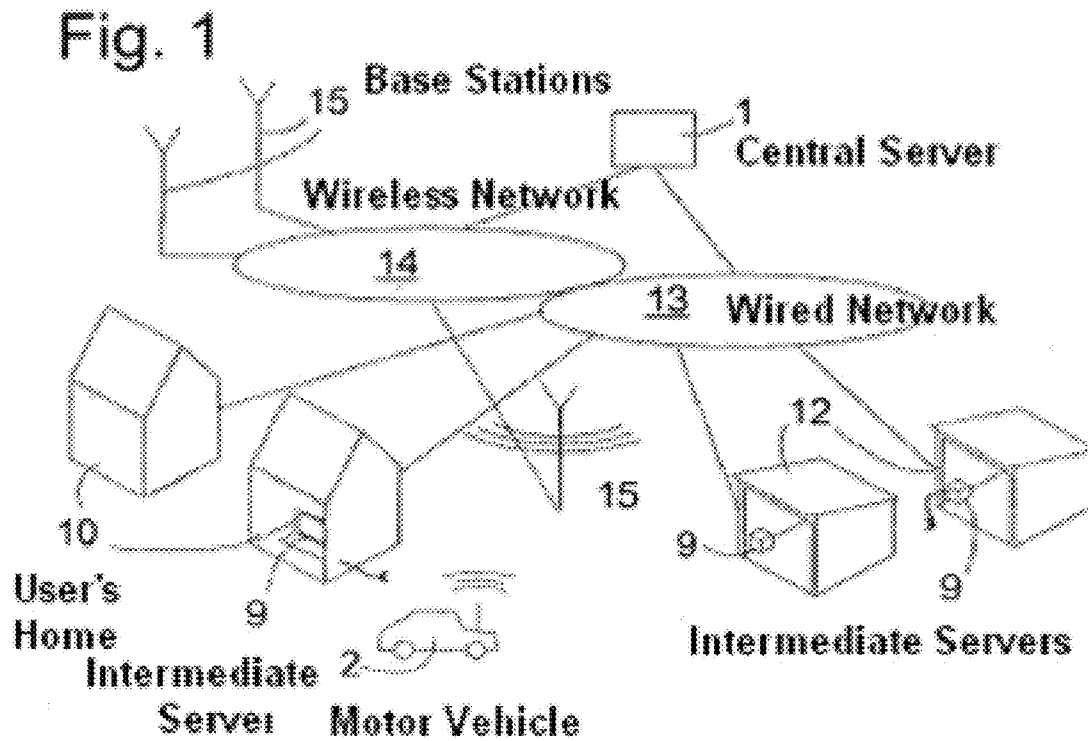 Fig. 1
Base Stations
15
1
Central Server
Wireless Network
14
13
Wired Network
12
15
10
9
9
9
User's
Home
Intermediate
Server
2
Motor Vehicle
Intermediate Servers